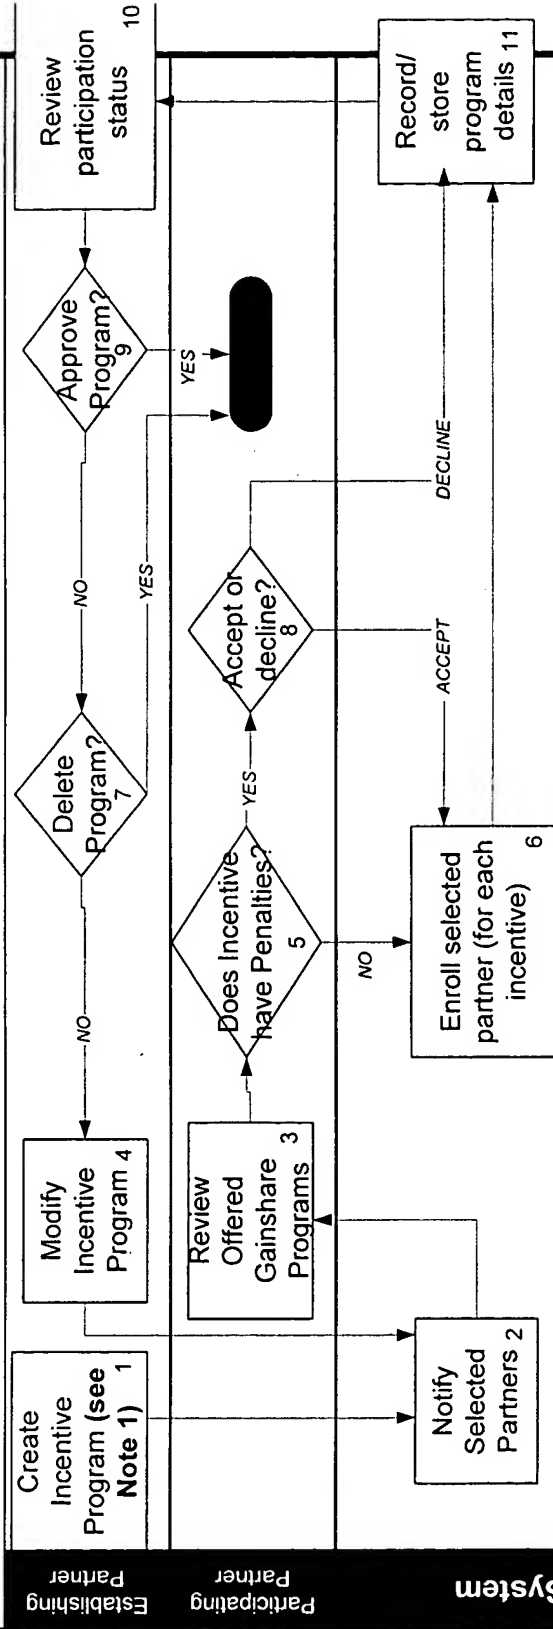 Establishing
Partner
Create
Incentive
Program (see
Note 1)
1
Modify
Incentive
Program
4
NO
Delete
Program?
7
NO
YES
Approve
Program?
9
YES
Review
participation
status
10
Participating
Partner
Review
Offered
Gainshare
Programs
3
Does Incentive
have Penalties?
5
YES
NO
Accept or
decline?
8
ACCEPT
DECLINE
System
Notify
Selected
Partners
2
Enroll selected
partner (for each
incentive)
6
Record/
store
program
details
11